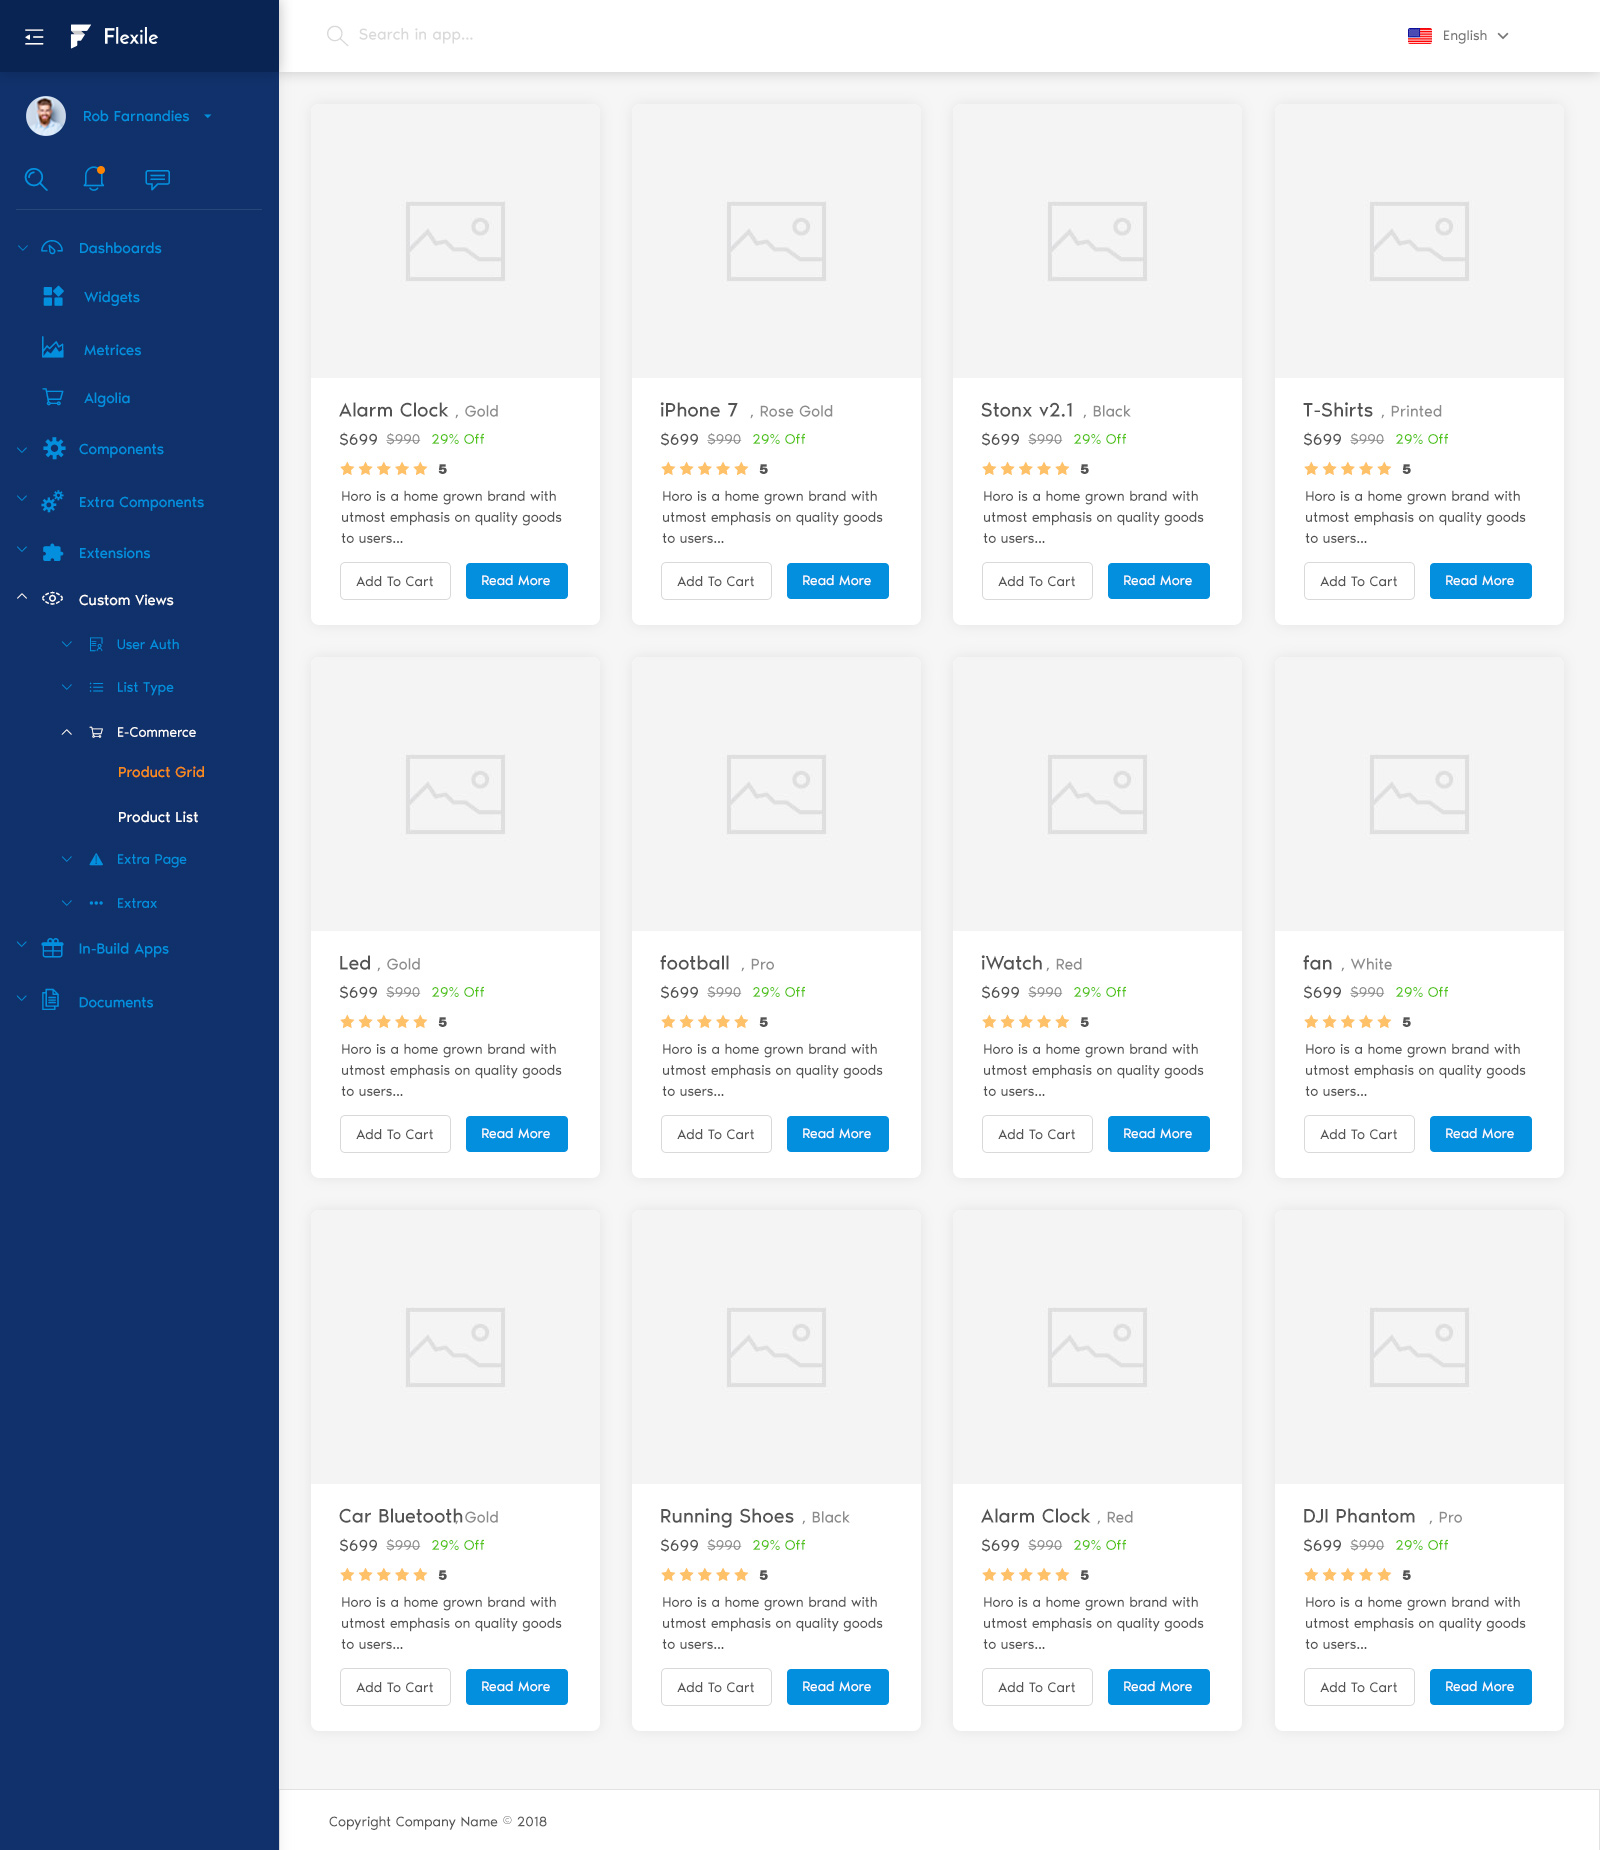 Flexile
Search in app...
English
Rob Farnandies
Dashboards
Widgets
Metrices
Algolia
Components
Extra Components
Extensions
Custom Views
User Auth
List Type
E-Commerce
Product Grid
Product List
Extra Page
Extrax
In-Build Apps
Documents
Alarm Clock , Gold
$699 $990 29% Off
5
Horo is a home grown brand with
utmost emphasis on quality goods
to users...
Add To Cart Read More
iPhone 7 , Rose Gold
$699 $990 29% Off
5
Horo is a home grown brand with
utmost emphasis on quality goods
to users...
Add To Cart Read More
Stonx v2.1 , Black
$699 $990 29% Off
5
Horo is a home grown brand with
utmost emphasis on quality goods
to users...
Add To Cart Read More
T-Shirts , Printed
$699 $990 29% Off
5
Horo is a home grown brand with
utmost emphasis on quality goods
to users...
Add To Cart Read More
Led , Gold
$699 $990 29% Off
5
Horo is a home grown brand with
utmost emphasis on quality goods
to users...
Add To Cart Read More
football , Pro
$699 $990 29% Off
5
Horo is a home grown brand with
utmost emphasis on quality goods
to users...
Add To Cart Read More
iWatch , Red
$699 $990 29% Off
5
Horo is a home grown brand with
utmost emphasis on quality goods
to users...
Add To Cart Read More
fan , White
$699 $990 29% Off
5
Horo is a home grown brand with
utmost emphasis on quality goods
to users...
Add To Cart Read More
Car Bluetooth, Gold
$699 $990 29% Off
5
Horo is a home grown brand with
utmost emphasis on quality goods
to users...
Add To Cart Read More
Running Shoes , Black
$699 $990 29% Off
5
Horo is a home grown brand with
utmost emphasis on quality goods
to users...
Add To Cart Read More
Alarm Clock , Red
$699 $990 29% Off
5
Horo is a home grown brand with
utmost emphasis on quality goods
to users...
Add To Cart Read More
DJI Phantom , Pro
$699 $990 29% Off
5
Horo is a home grown brand with
utmost emphasis on quality goods
to users...
Add To Cart Read More
Copyright Company Name © 2018